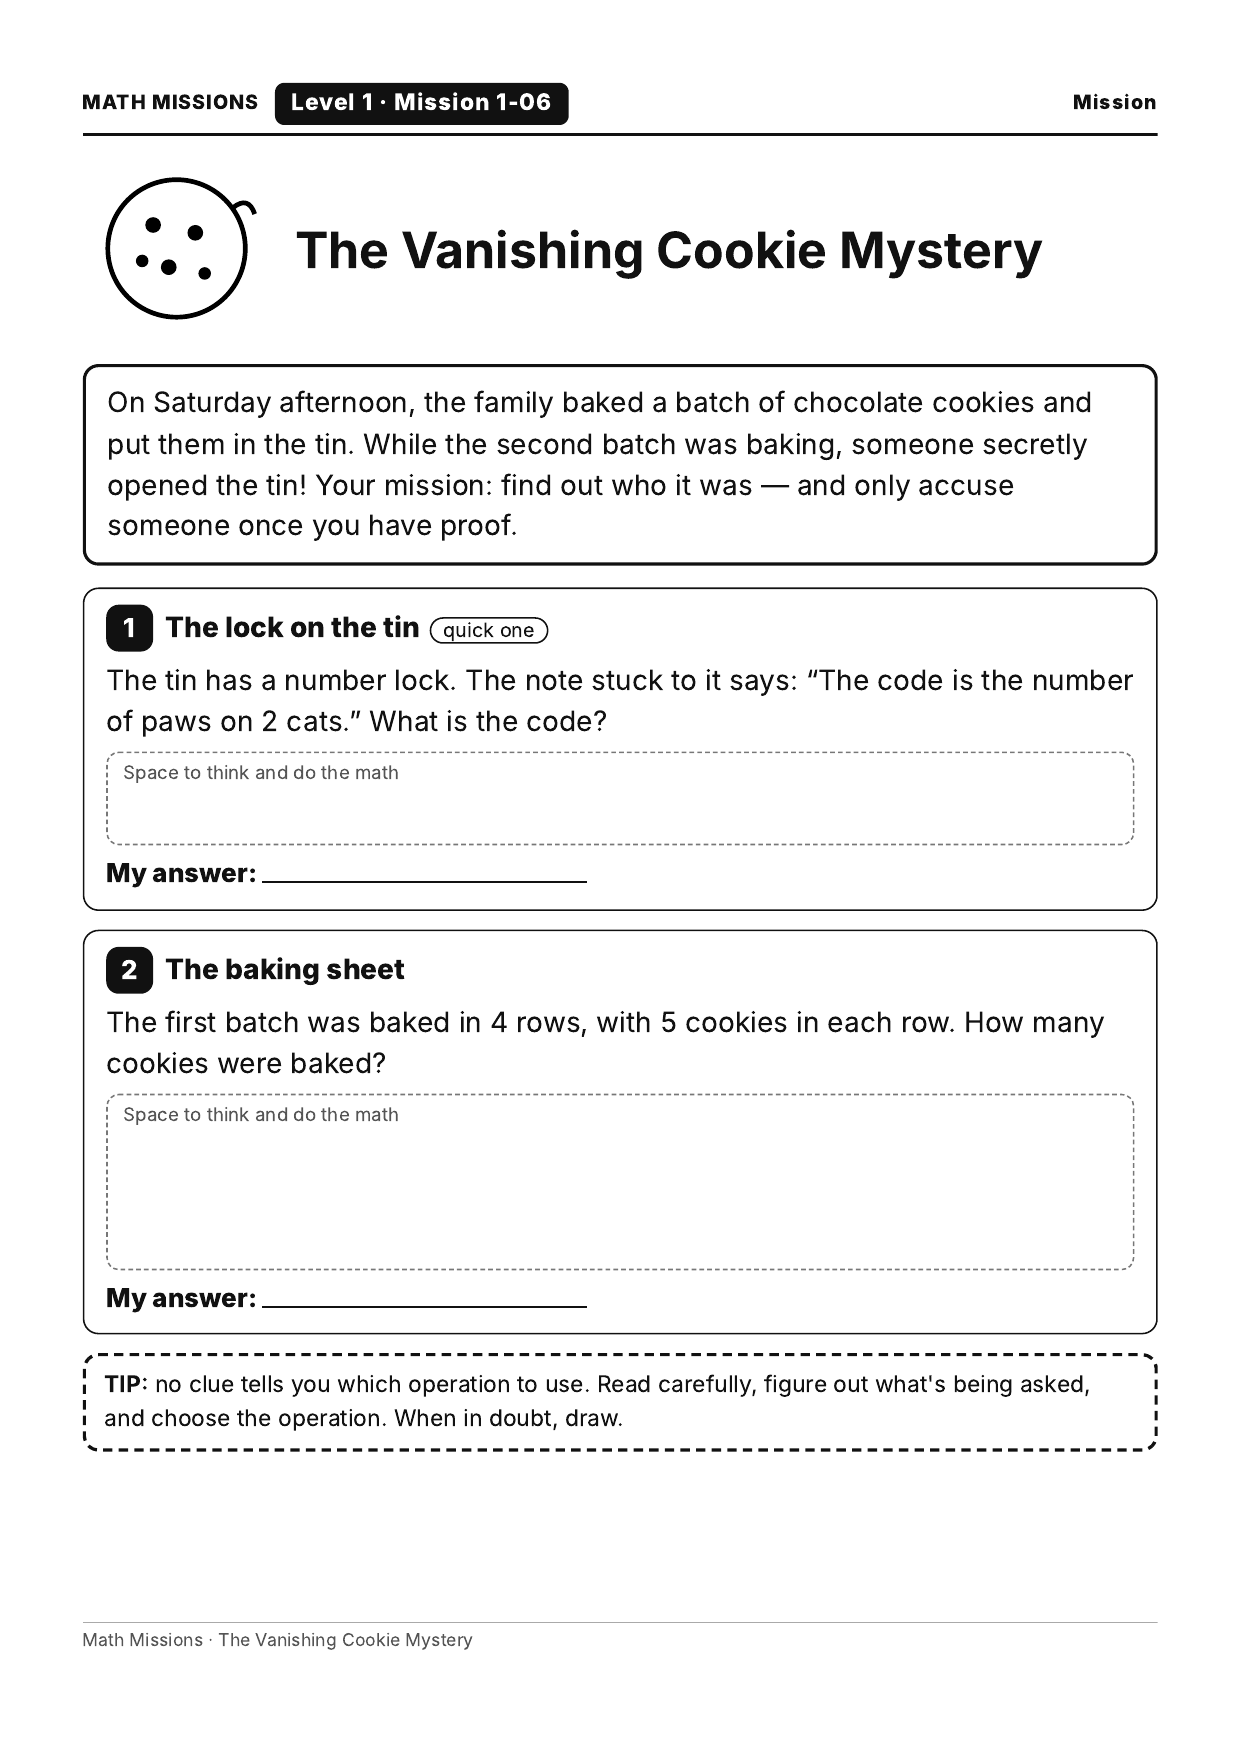 MATH MISSIONS Level 1 · Mission 1-06 Mission
The Vanishing Cookie Mystery
On Saturday afternoon, the family baked a batch of chocolate cookies and
put them in the tin. While the second batch was baking, someone secretly
opened the tin! Your mission: find out who it was — and only accuse
someone once you have proof.
1 The lock on the tin quick one
The tin has a number lock. The note stuck to it says: “The code is the number
of paws on 2 cats.” What is the code?
Space to think and do the math
My answer:
2 The baking sheet
The first batch was baked in 4 rows, with 5 cookies in each row. How many
cookies were baked?
Space to think and do the math
My answer:
TIP: no clue tells you which operation to use. Read carefully, figure out what's being asked,
and choose the operation. When in doubt, draw.
Math Missions · The Vanishing Cookie Mystery